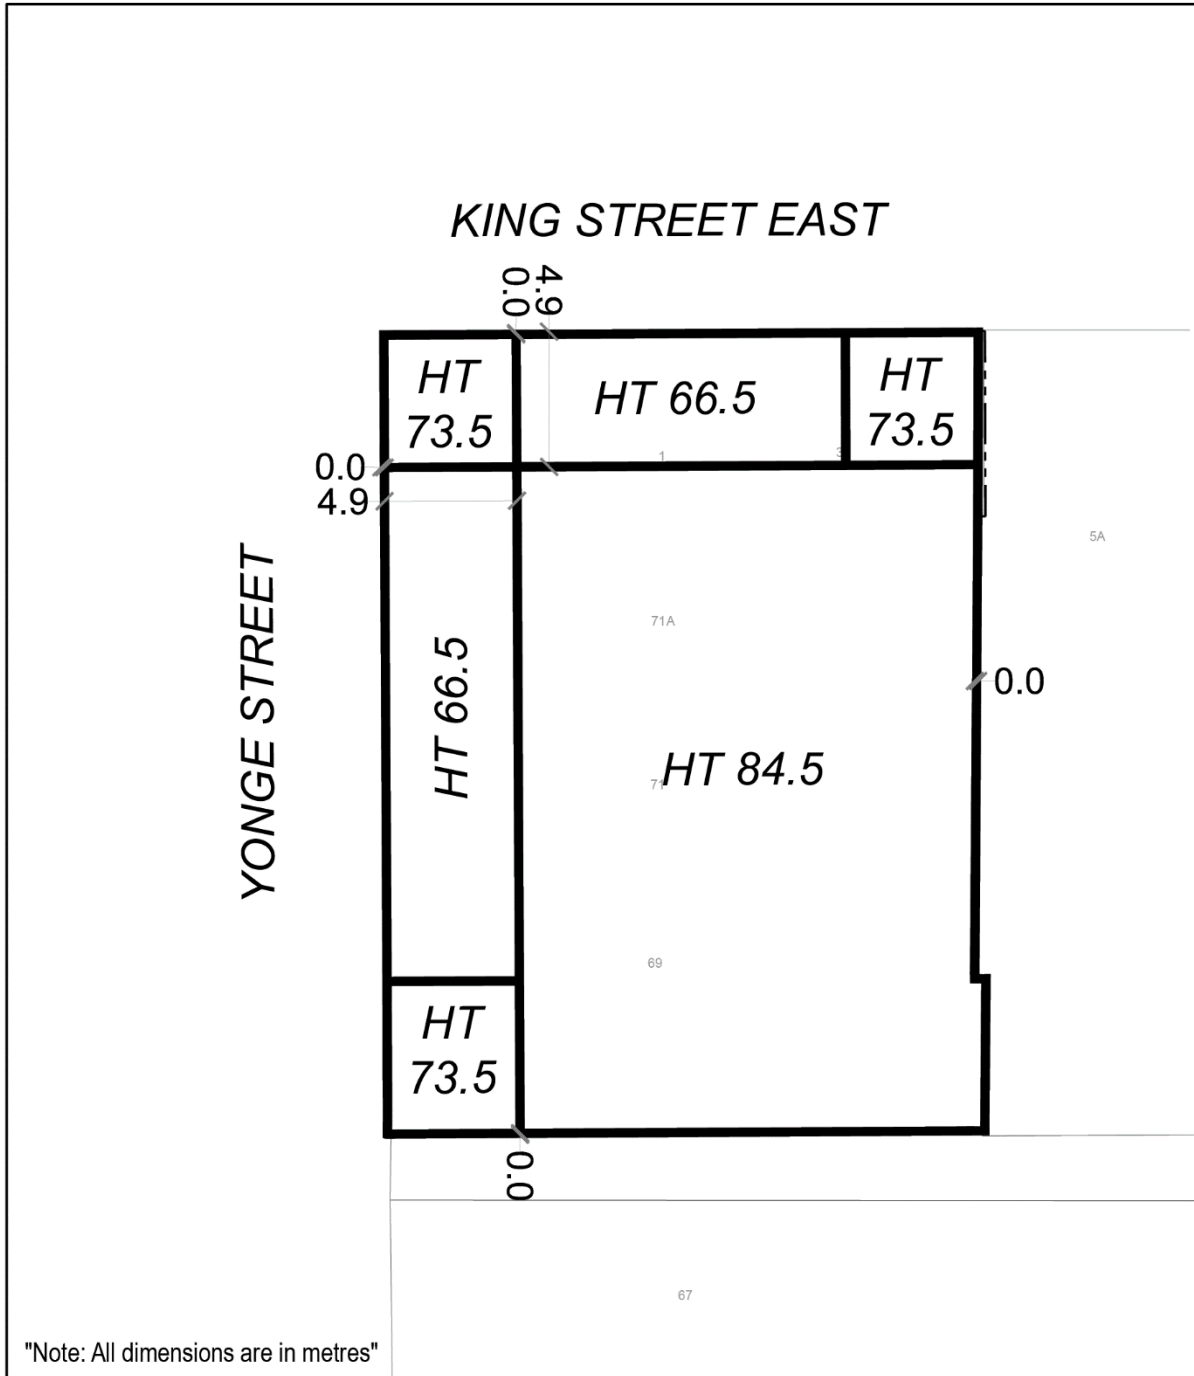 KING STREET EAST
0.0
4.9
HT
73.5
HT 66.5
HT
73.5
1
3
0.0
4.9
5A
YONGE STREET
HT 66.5
71A
0.0
HT 84.5
71
69
HT
73.5
0.0
67
"Note: All dimensions are in metres"